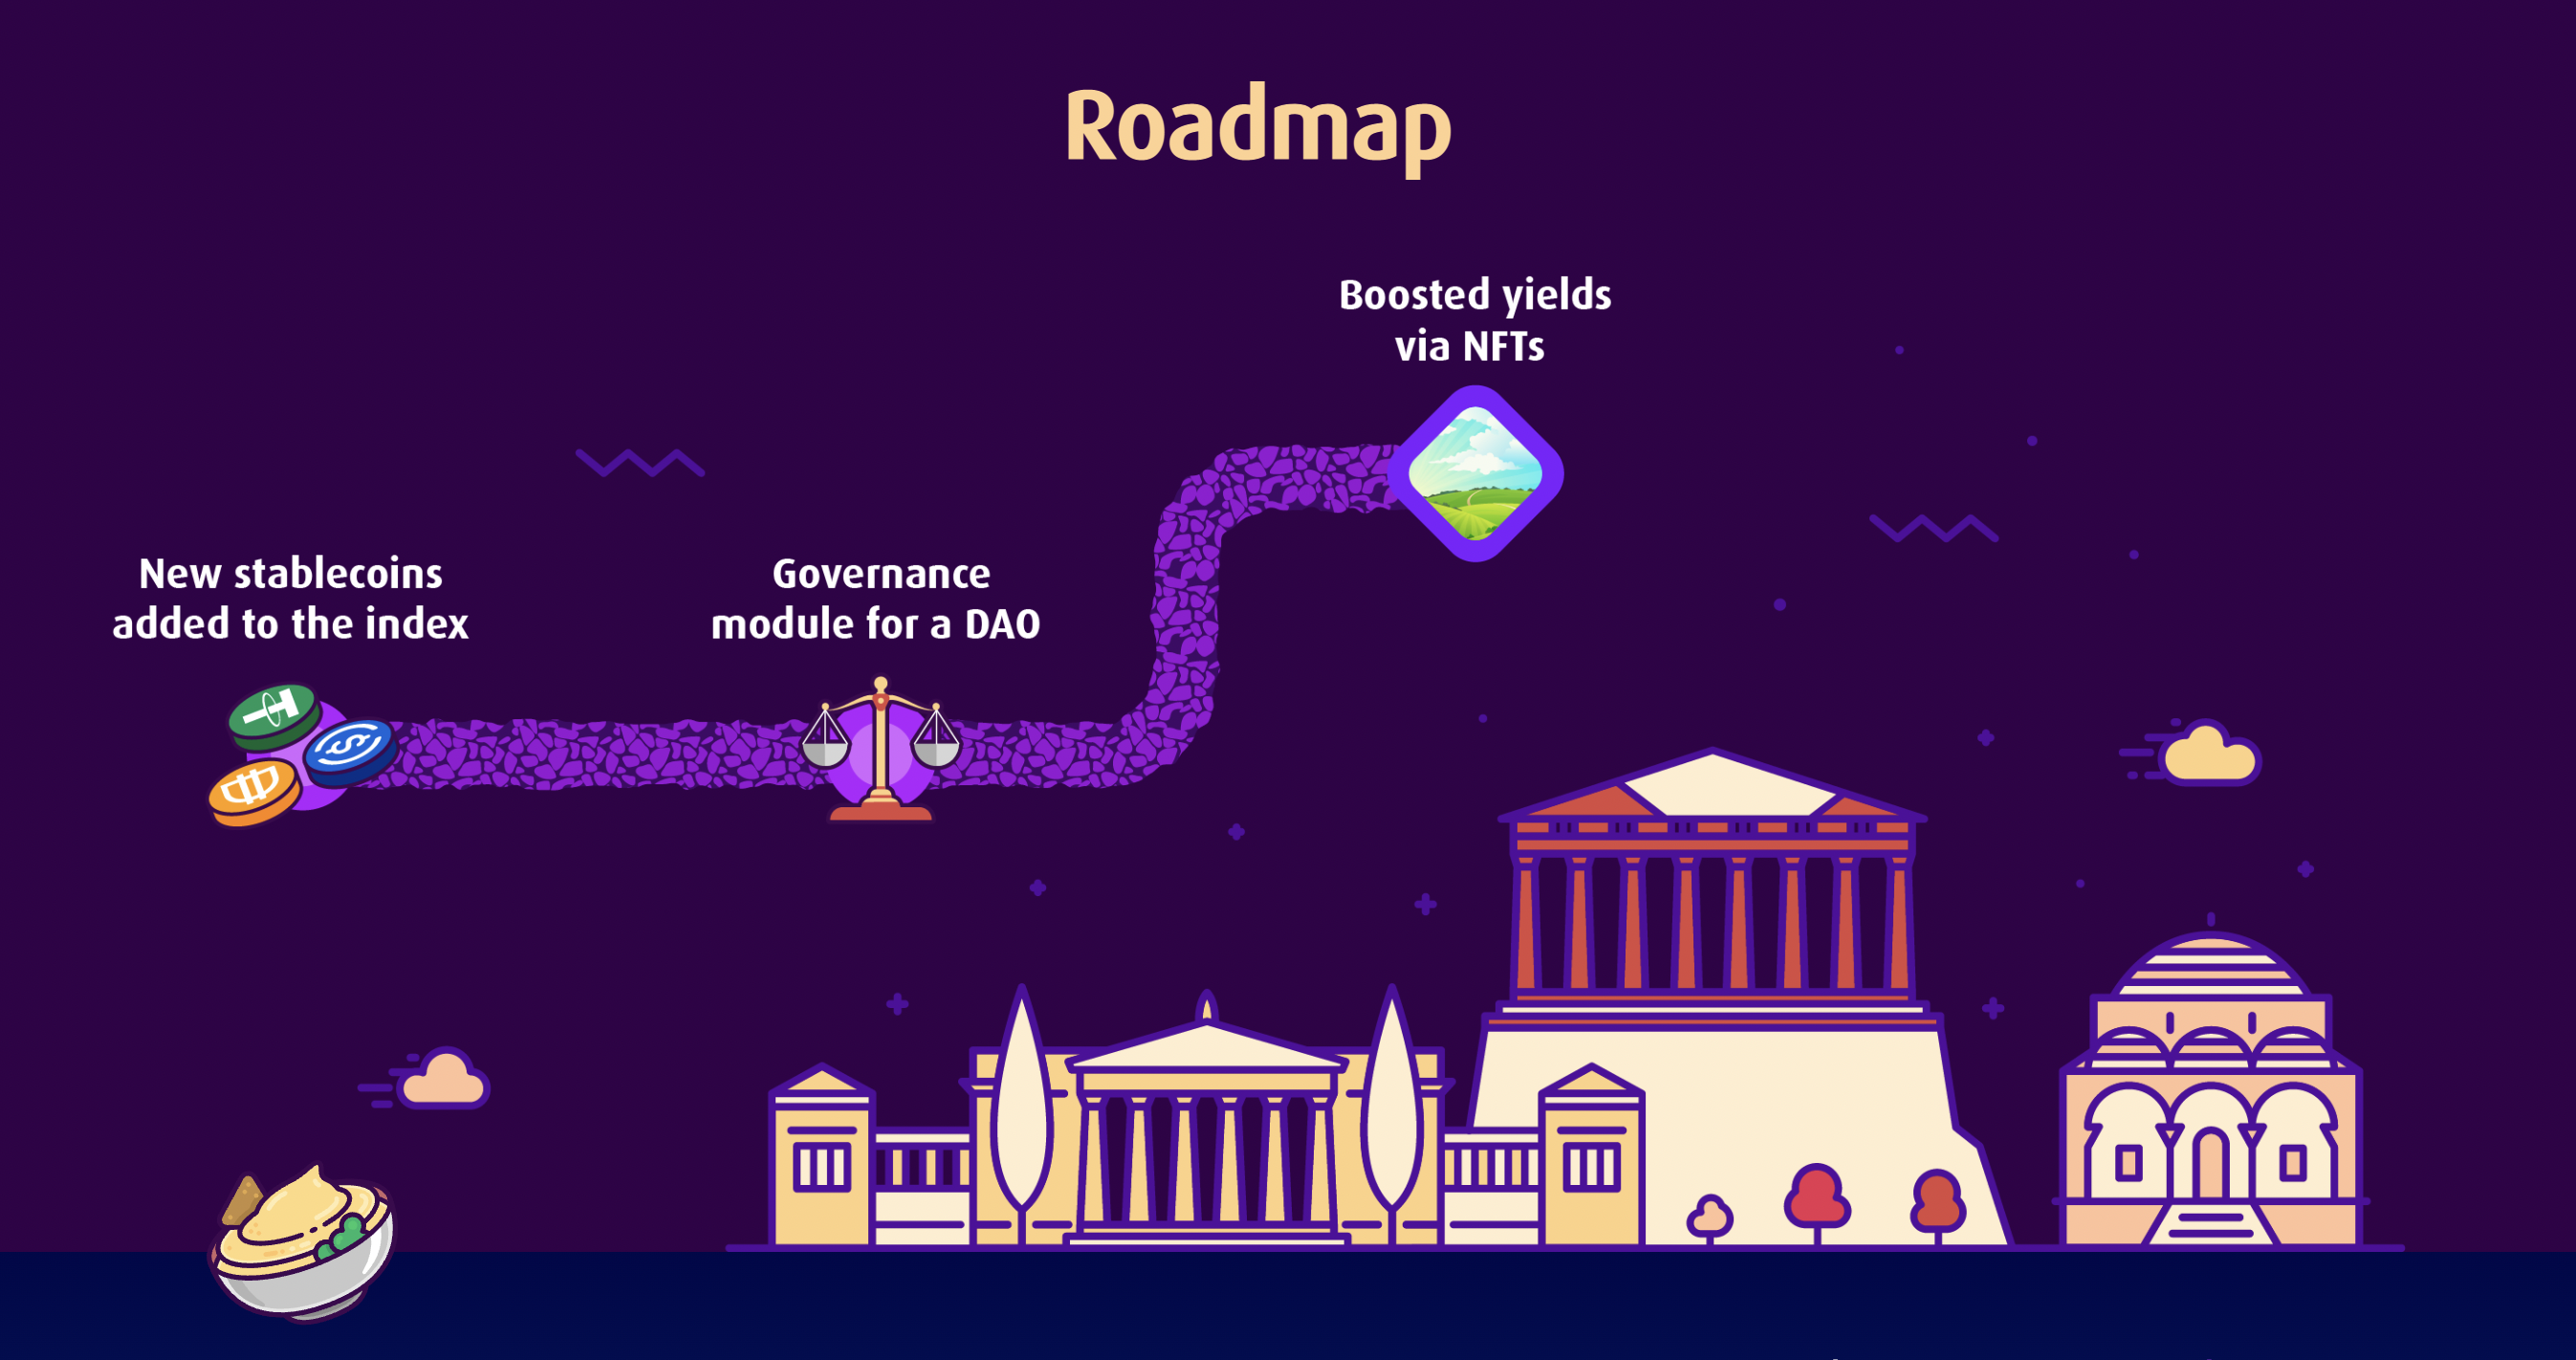 Roadmap
Boosted yields
via NFTs
New stablecoins
added to the index
Governance
module for a DAO